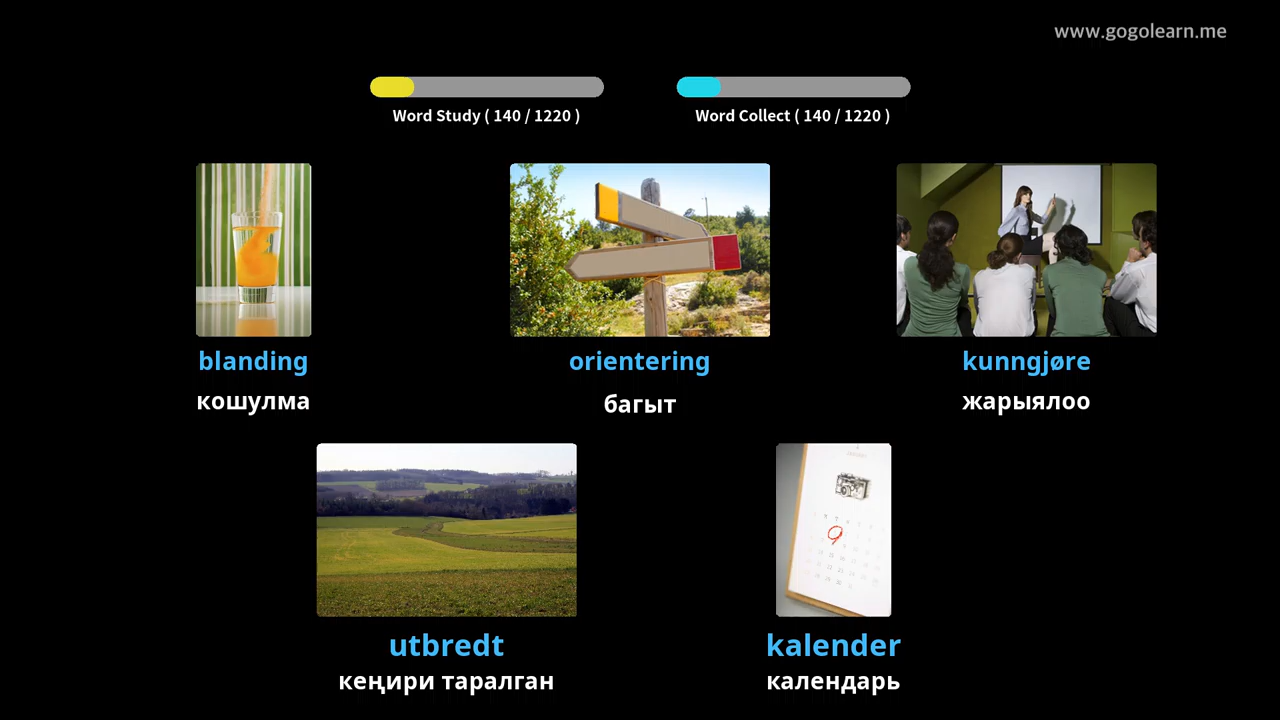 www.gogolearn.me
Word Study ( 140 / 1220 )
Word Collect ( 140 / 1220 )
blanding
orientering
kunngjøre
кошулма
багыт
жарыялоо
utbredt
kalender
кеңири таралган
календарь